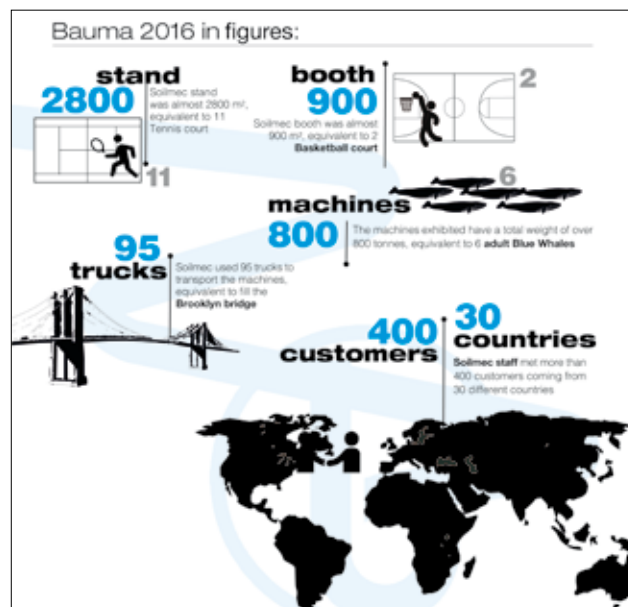 Bauma 2016 in figures:
stand
2800
Soilmec stand
was almost 2800 m²,
equivalent to 11
Tennis court
11
booth
900
Soilmec booth was almost
900 m², equivalent to 2
Basketball court
2
6
machines
800
The machines exhibited have a total weight of over
800 tonnes, equivalent to 6 adult Blue Whales
95
trucks
Soilmec used 95 trucks to
transport the machines,
equivalent to fill the
Brooklyn bridge
400
customers
30
countries
Soilmec staff met more than
400 customers coming from
30 different countries